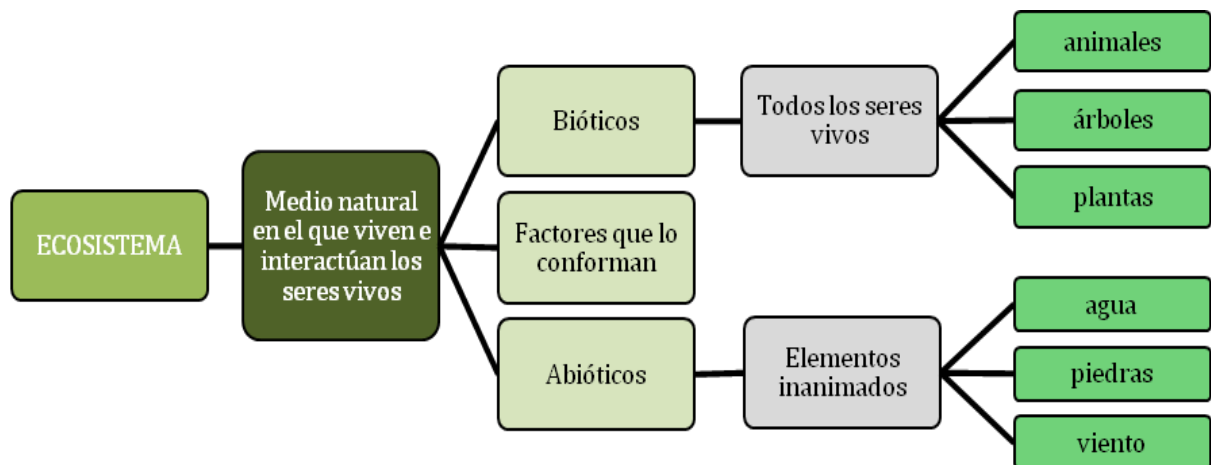 ECOSISTEMA
Medio natural
en el que viven e
interactúan los
seres vivos
Bióticos
Todos los seres
vivos
animales
árboles
plantas
Factores que lo
conforman
Abióticos
Elementos
inanimados
agua
piedras
viento